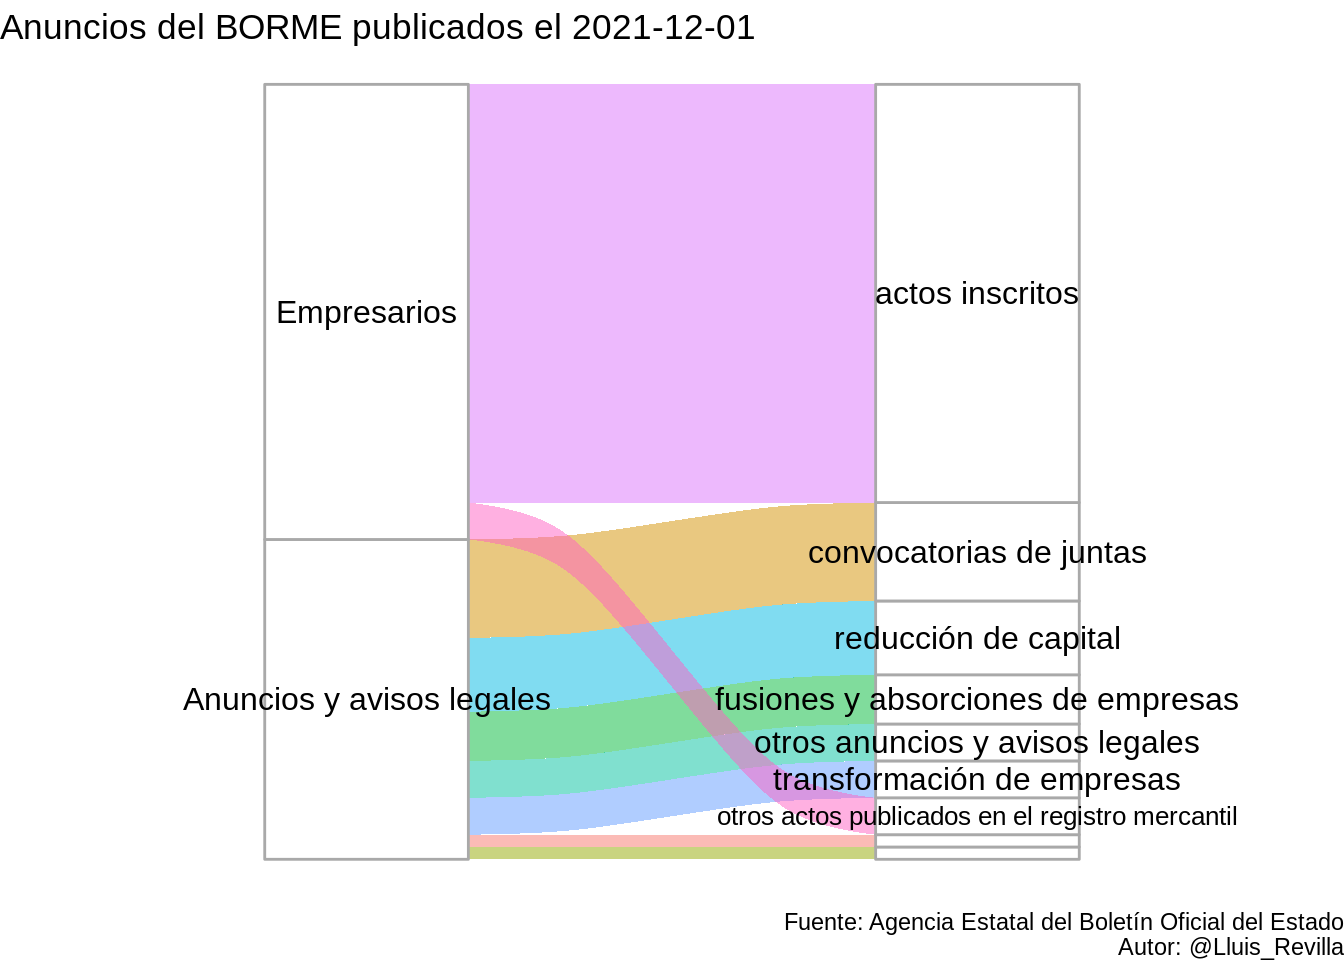 Anuncios del BORME publicados el 2021-12-01
Empresarios
actos inscritos
convocatorias de juntas
reducción de capital
Anuncios y avisos legales
fusiones y absorciones de empresas
otros anuncios y avisos legales
transformación de empresas
otros actos publicados en el registro mercantil
Fuente: Agencia Estatal del Boletín Oficial del Estado
Autor: @Lluis_Revilla